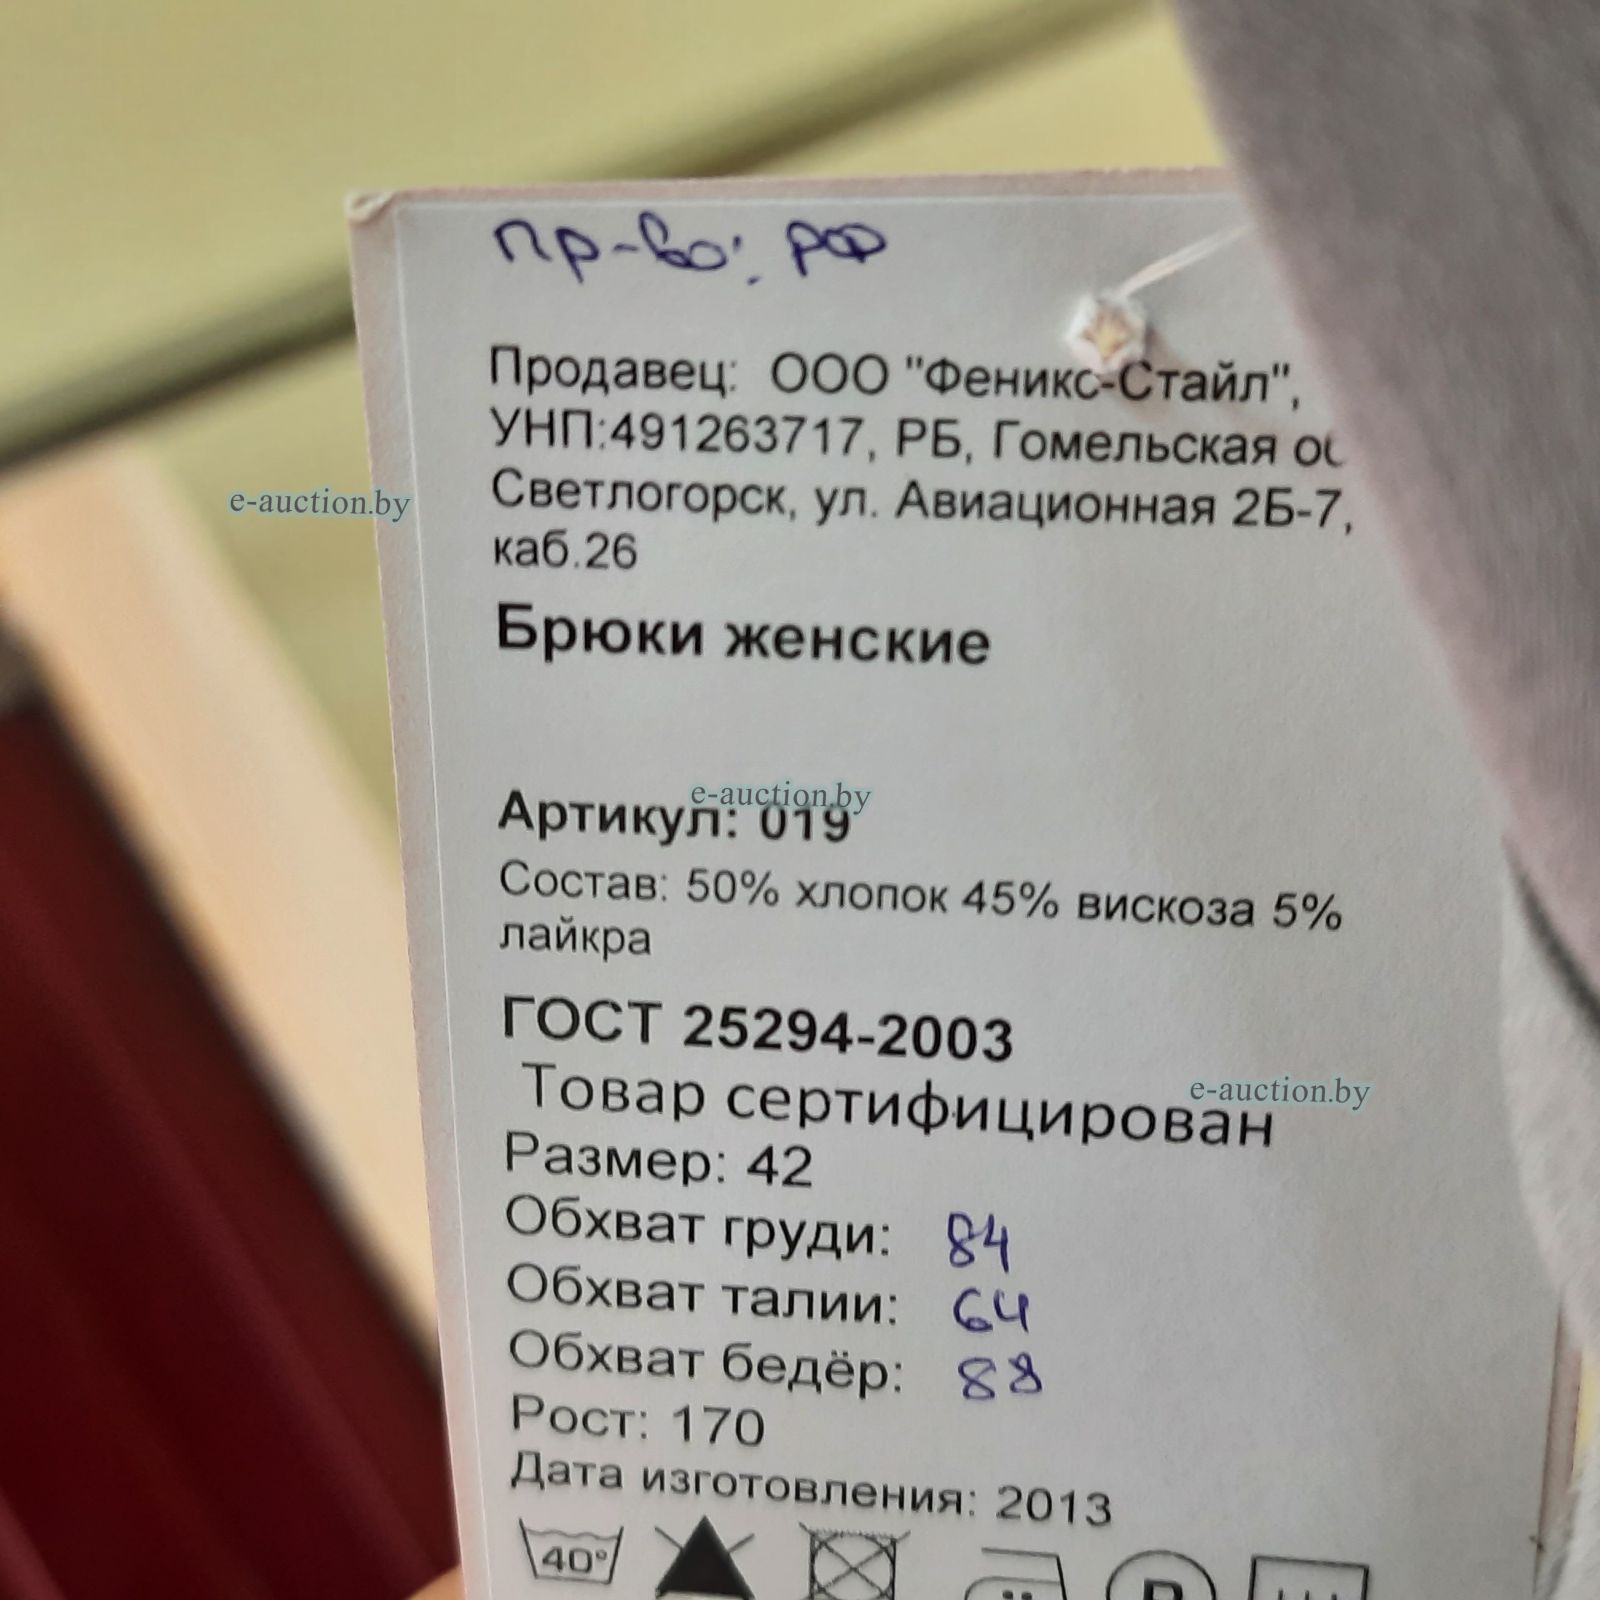 Пр-во: РФ
Продавец: ООО "Феникс-Стайл",
УНП:491263717, РБ, Гомельская
Светлогорск, ул. Авиационная 2Б-7,
каб.26
e-auction.by
Брюки женские
e-auction.by
Артикул: 019
Состав: 50% хлопок 45% вискоза 5%
лайкра
ГОСТ 25294-2003
e-auction.by
Товар сертифицирован
Размер: 42
Обхват груди: 84
Обхват талии: 64
Обхват бедёр: 88
Рост: 170
Дата изготовления: 2013
40°
P